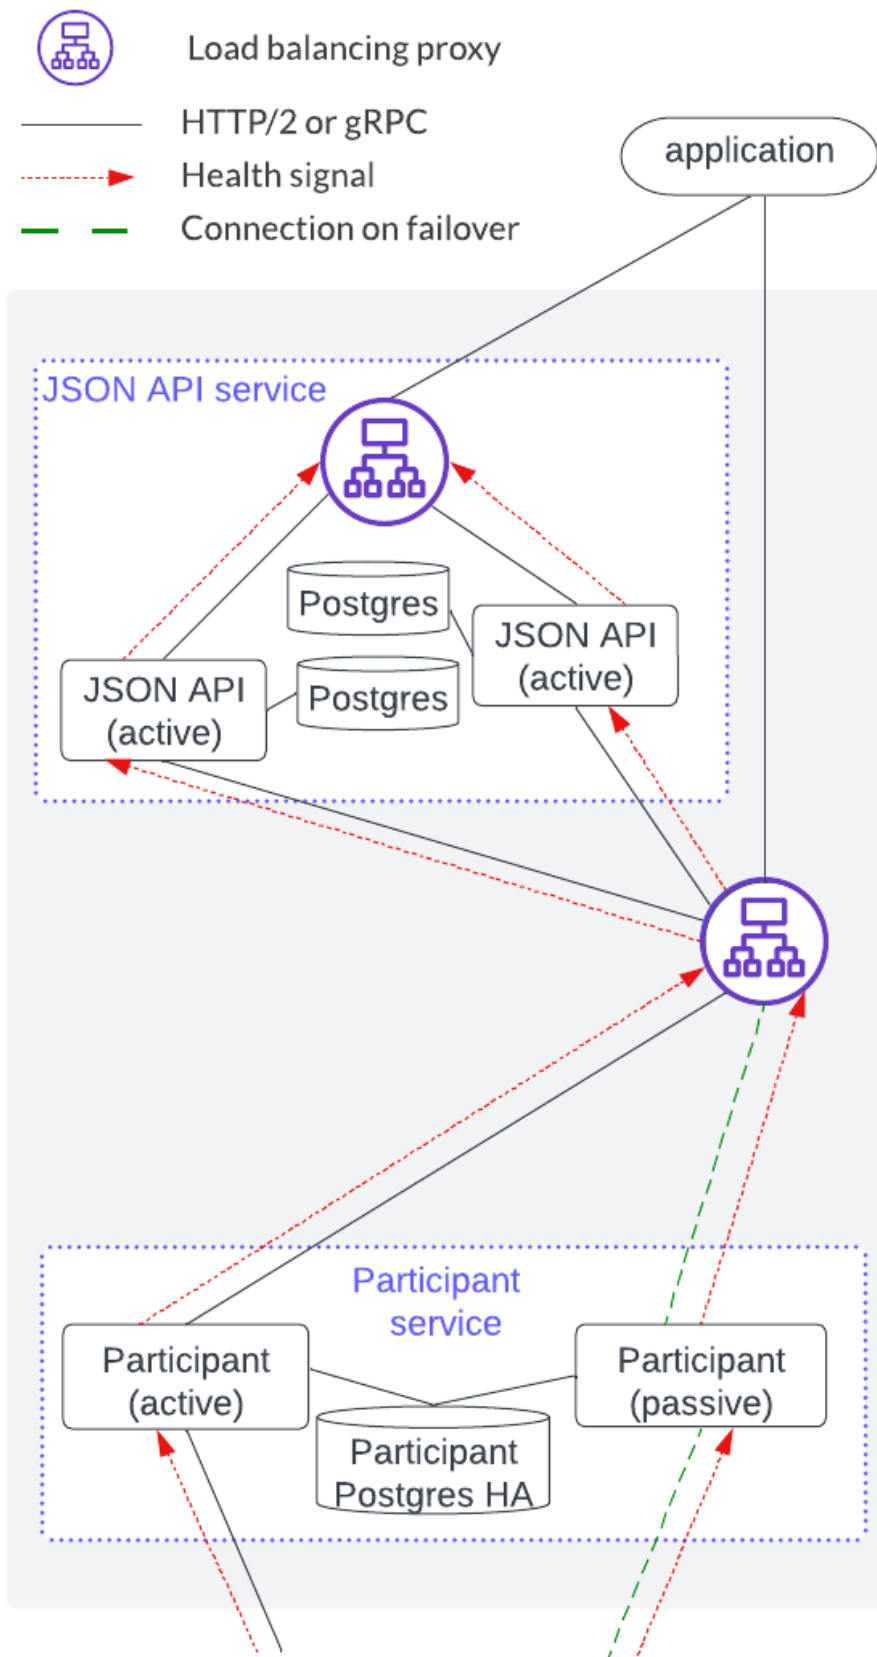 Load balancing proxy
HTTP/2 or gRPC
Health signal
Connection on failover
application
JSON API service
Postgres
JSON API
(active)
JSON API
(active)
Postgres
Participant
service
Participant
(active)
Participant
(passive)
Participant
Postgres HA